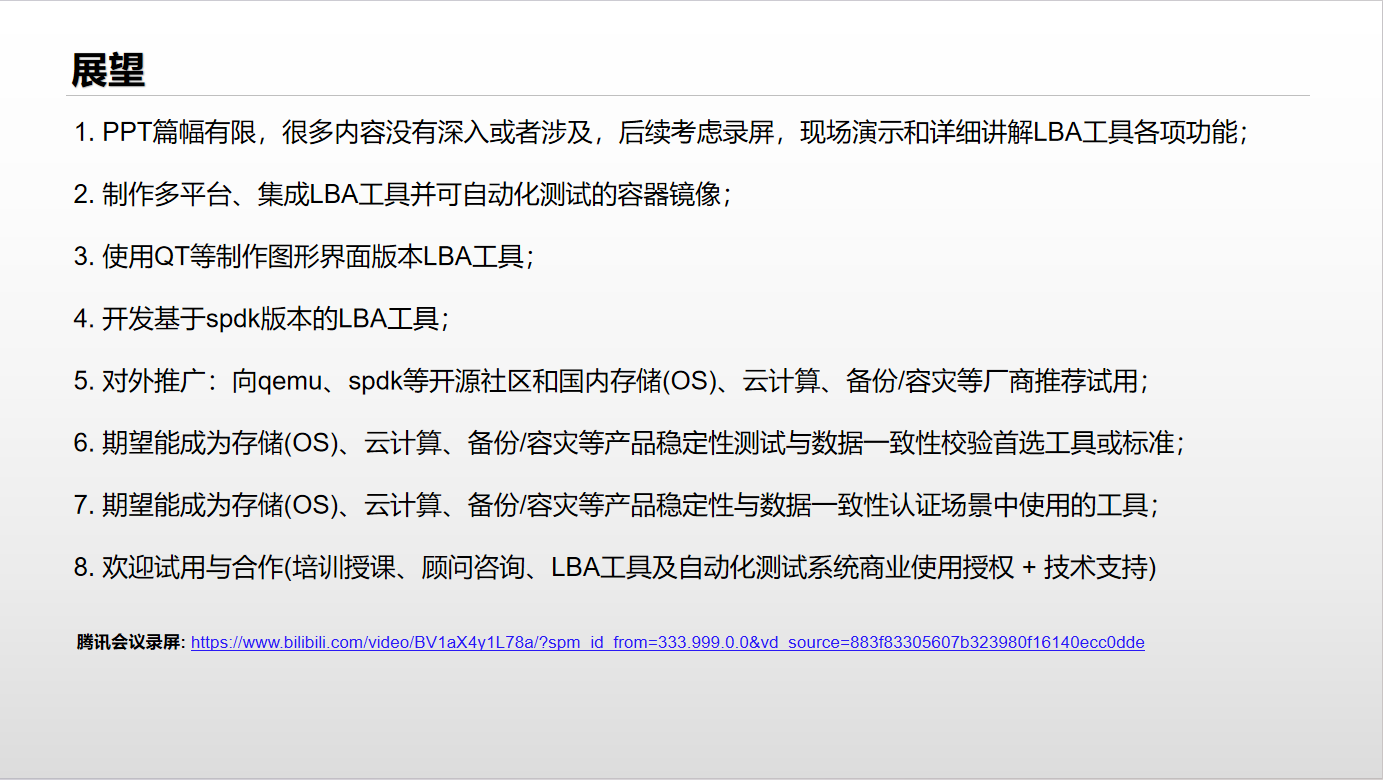 展望
1. PPT篇幅有限，很多内容没有深入或者涉及，后续考虑录屏，现场演示和详细讲解LBA工具各项功能；
2. 制作多平台、集成LBA工具并可自动化测试的容器镜像；
3. 使用QT等制作图形界面版本LBA工具；
4. 开发基于spdk版本的LBA工具；
5. 对外推广：向qemu、spdk等开源社区和国内存储(OS)、云计算、备份/容灾等厂商推荐试用；
6. 期望能成为存储(OS)、云计算、备份/容灾等产品稳定性测试与数据一致性校验首选工具或标准；
7. 期望能成为存储(OS)、云计算、备份/容灾等产品稳定性与数据一致性认证场景中使用的工具；
8. 欢迎试用与合作(培训授课、顾问咨询、LBA工具及自动化测试系统商业使用授权 + 技术支持)
腾讯会议录屏: https://www.bilibili.com/video/BV1aX4y1L78a/?spm_id_from=333.999.0.0&vd_source=883f83305607b323980f16140ecc0dde